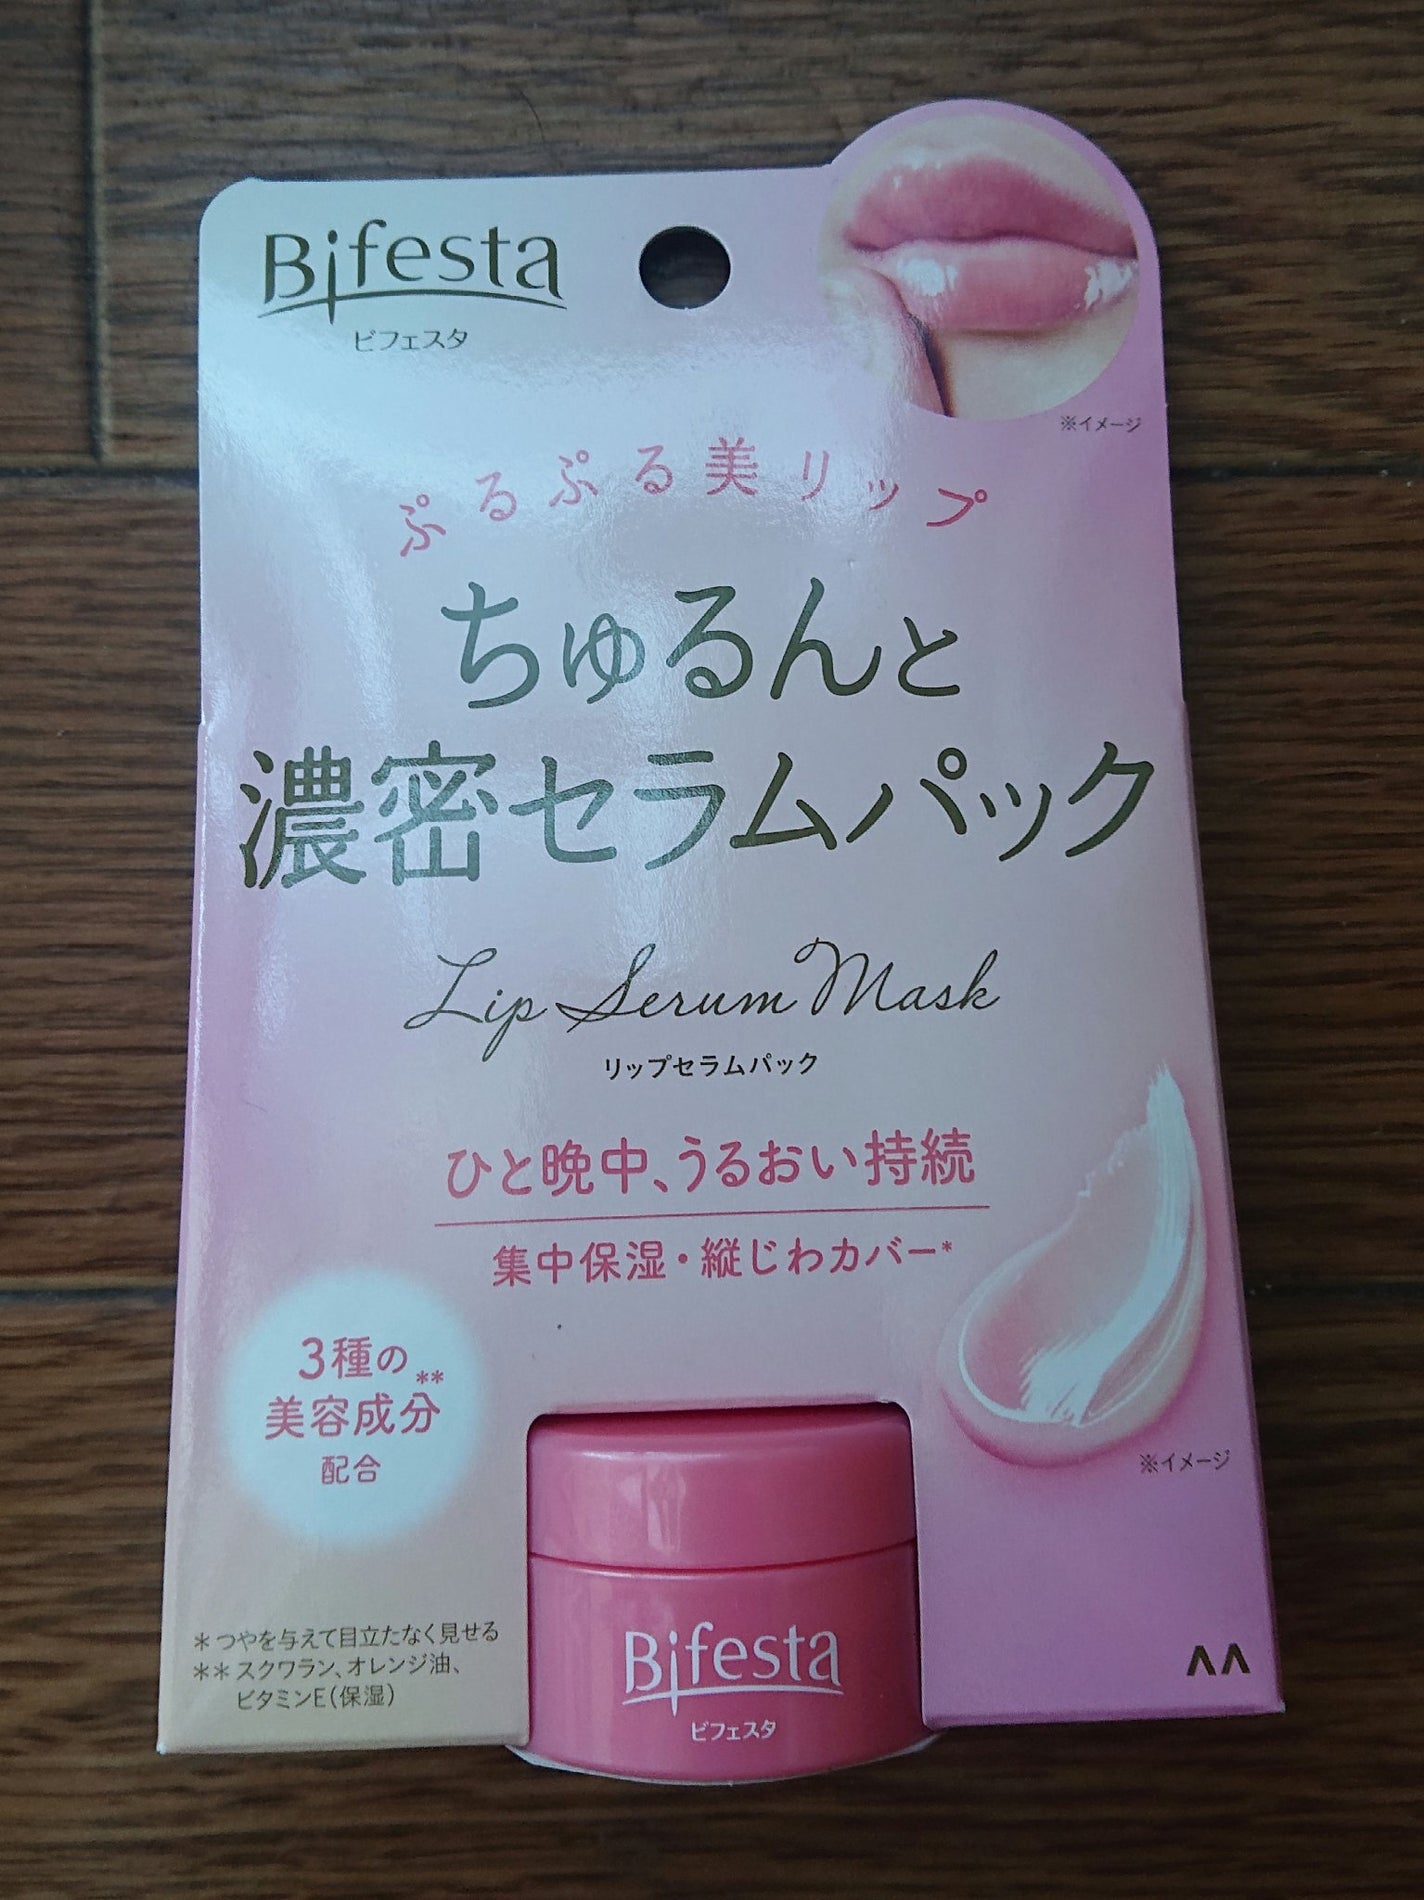 Bifesta
ビフェスタ
※イメージ
ぷるぷる美リップ
ちゅるんと
濃密セラムパック
Lip Serum Mask
リップセラムパック
ひと晩中、うるおい持続
集中保湿・縦じわカバー*
3種の
美容成分**
配合
※イメージ
*つやを与えて目立たなく見せる
**スクワラン、オレンジ油、
ビタミンE(保湿)
Bifesta
ビフェスタ